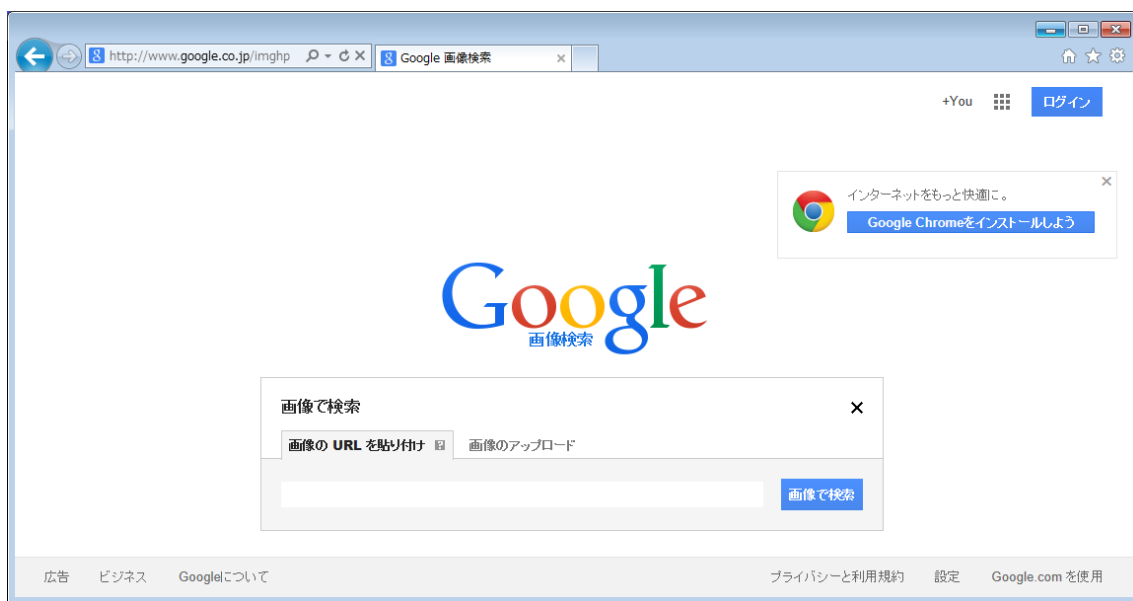 http://www.google.co.jp/imghp
Google 画像検索
+You
ログイン
インターネットをもっと快適に。
Google Chromeをインストールしよう
Google
画像検索
画像で検索
画像の URL を貼り付け
画像のアップロード
画像で検索
広告
ビジネス
Googleについて
プライバシーと利用規約
設定
Google.com を使用